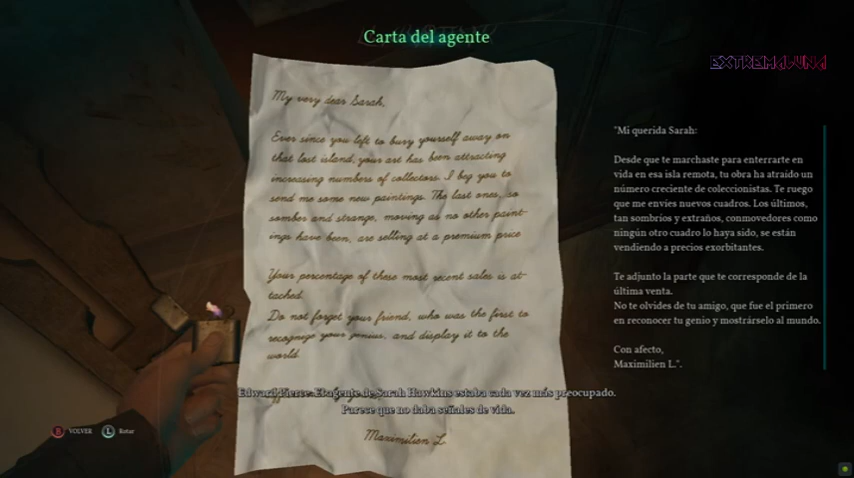 Carta del agente
EXTREMALUNA
My very dear Sarah,
Ever since you left to bury yourself away on
that lost island, your art has been attracting
increasing numbers of collectors. I beg you to
send me some new paintings. The last ones, so
somber and strange, moving as no other paint-
ings have been, are selling at a premium price
Your percentage of these most recent sales is at-
tached.
Do not forget your friend, who was the first to
recognize your genius, and display it to the
world.
Maximilien L.
"Mi querida Sarah:
Desde que te marchaste para enterrarte en
vida en esa isla remota, tu obra ha atraído un
número creciente de coleccionistas. Te ruego
que me envíes nuevos cuadros. Los últimos,
tan sombríos y extraños, conmovedores como
ningún otro cuadro lo haya sido, se están
vendiendo a precios exorbitantes.
Te adjunto la parte que te corresponde de la
última venta.
No te olvides de tu amigo, que fue el primero
en reconocer tu genio y mostrárselo al mundo.
Con afecto,
Maximilien L.".
Edward Pierce: El agente de Sarah Hawkins estaba cada vez más preocupado.
Parece que no daba señales de vida.
B VOLVER L Rotar